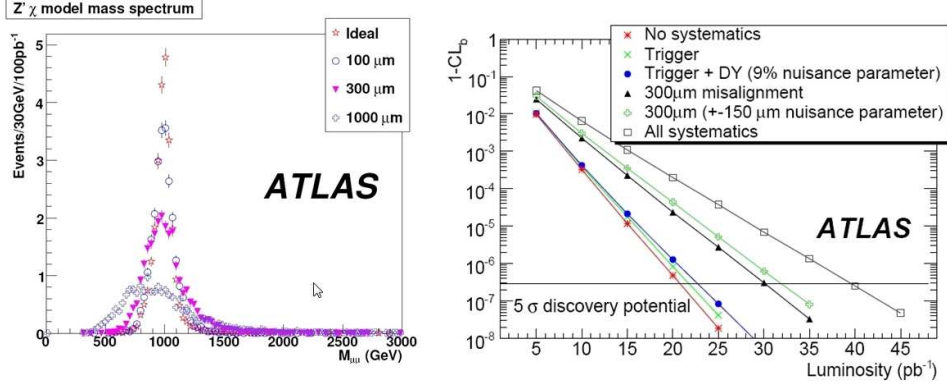 Z' χ model mass spectrum
Events/30GeV/100pb⁻¹
5
4
3
2
1
0
Ideal
100 μm
300 μm
1000 μm
ATLAS
0 500 1000 1500 2000 2500 3000
M_μμ (GeV)
1-CL_b
10⁻¹
10⁻²
10⁻³
10⁻⁴
10⁻⁵
10⁻⁶
10⁻⁷
10⁻⁸
No systematics
Trigger
Trigger + DY (9% nuisance parameter)
300μm misalignment
300μm (+-150 μm nuisance parameter)
All systematics
ATLAS
5 σ discovery potential
5 10 15 20 25 30 35 40 45
Luminosity (pb⁻¹)